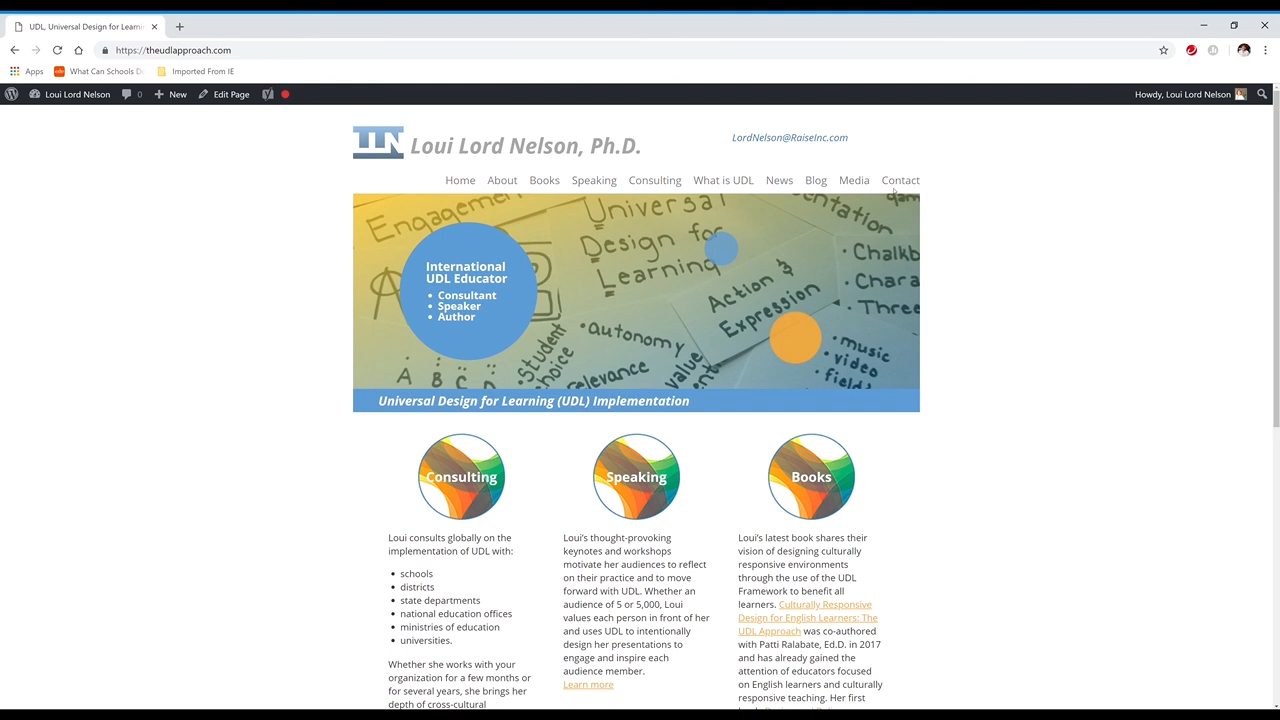 UDL, Universal Design for Learni
https://theudlapproach.com
Apps
What Can Schools Do
Imported From IE
Loui Lord Nelson
0
New
Edit Page
Howdy, Loui Lord Nelson
LLN
Loui Lord Nelson, Ph.D.
LordNelson@RaiseInc.com
Home
About
Books
Speaking
Consulting
What is UDL
News
Blog
Media
Contact
Engagement
Universal
Design for
Learning
International
UDL Educator
• Consultant
• Speaker
• Author
Action &
Expression
• Chalkb
• Chara
• Three
• autonomy
• Student
choice
relevance
value
• music
• video
• field
A B C D
Universal Design for Learning (UDL) Implementation
Consulting
Loui consults globally on the
implementation of UDL with:
• schools
• districts
• state departments
• national education offices
• ministries of education
• universities.
Whether she works with your
organization for a few months or
for several years, she brings her
depth of cross-cultural
Speaking
Loui's thought-provoking
keynotes and workshops
motivate her audiences to reflect
on their practice and to move
forward with UDL. Whether an
audience of 5 or 5,000, Loui
values each person in front of her
and uses UDL to intentionally
design her presentations to
engage and inspire each
audience member.
Learn more
Books
Loui's latest book shares their
vision of designing culturally
responsive environments
through the use of the UDL
Framework to benefit all
learners. Culturally Responsive
Design for English Learners: The
UDL Approach was co-authored
with Patti Ralabate, Ed.D. in 2017
and has already gained the
attention of educators focused
on English learners and culturally
responsive teaching. Her first